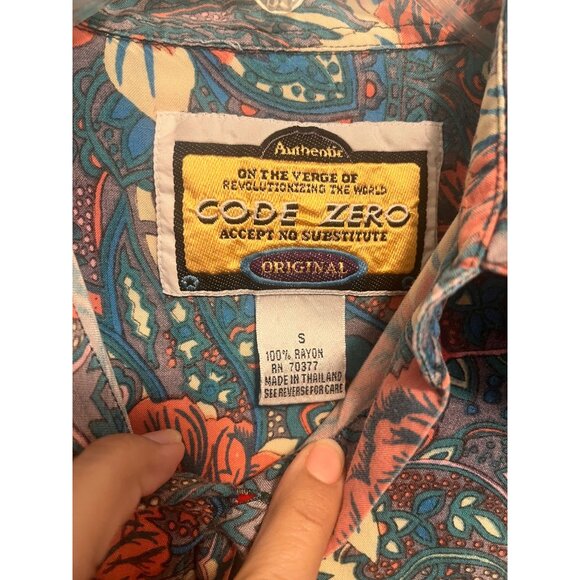 Authentic
ON THE VERGE OF
REVOLUTIONIZING THE WORLD
CODE ZERO
ACCEPT NO SUBSTITUTE
ORIGINAL
S
100% RAYON
RN 70377
MADE IN THAILAND
SEE REVERSE FOR CARE